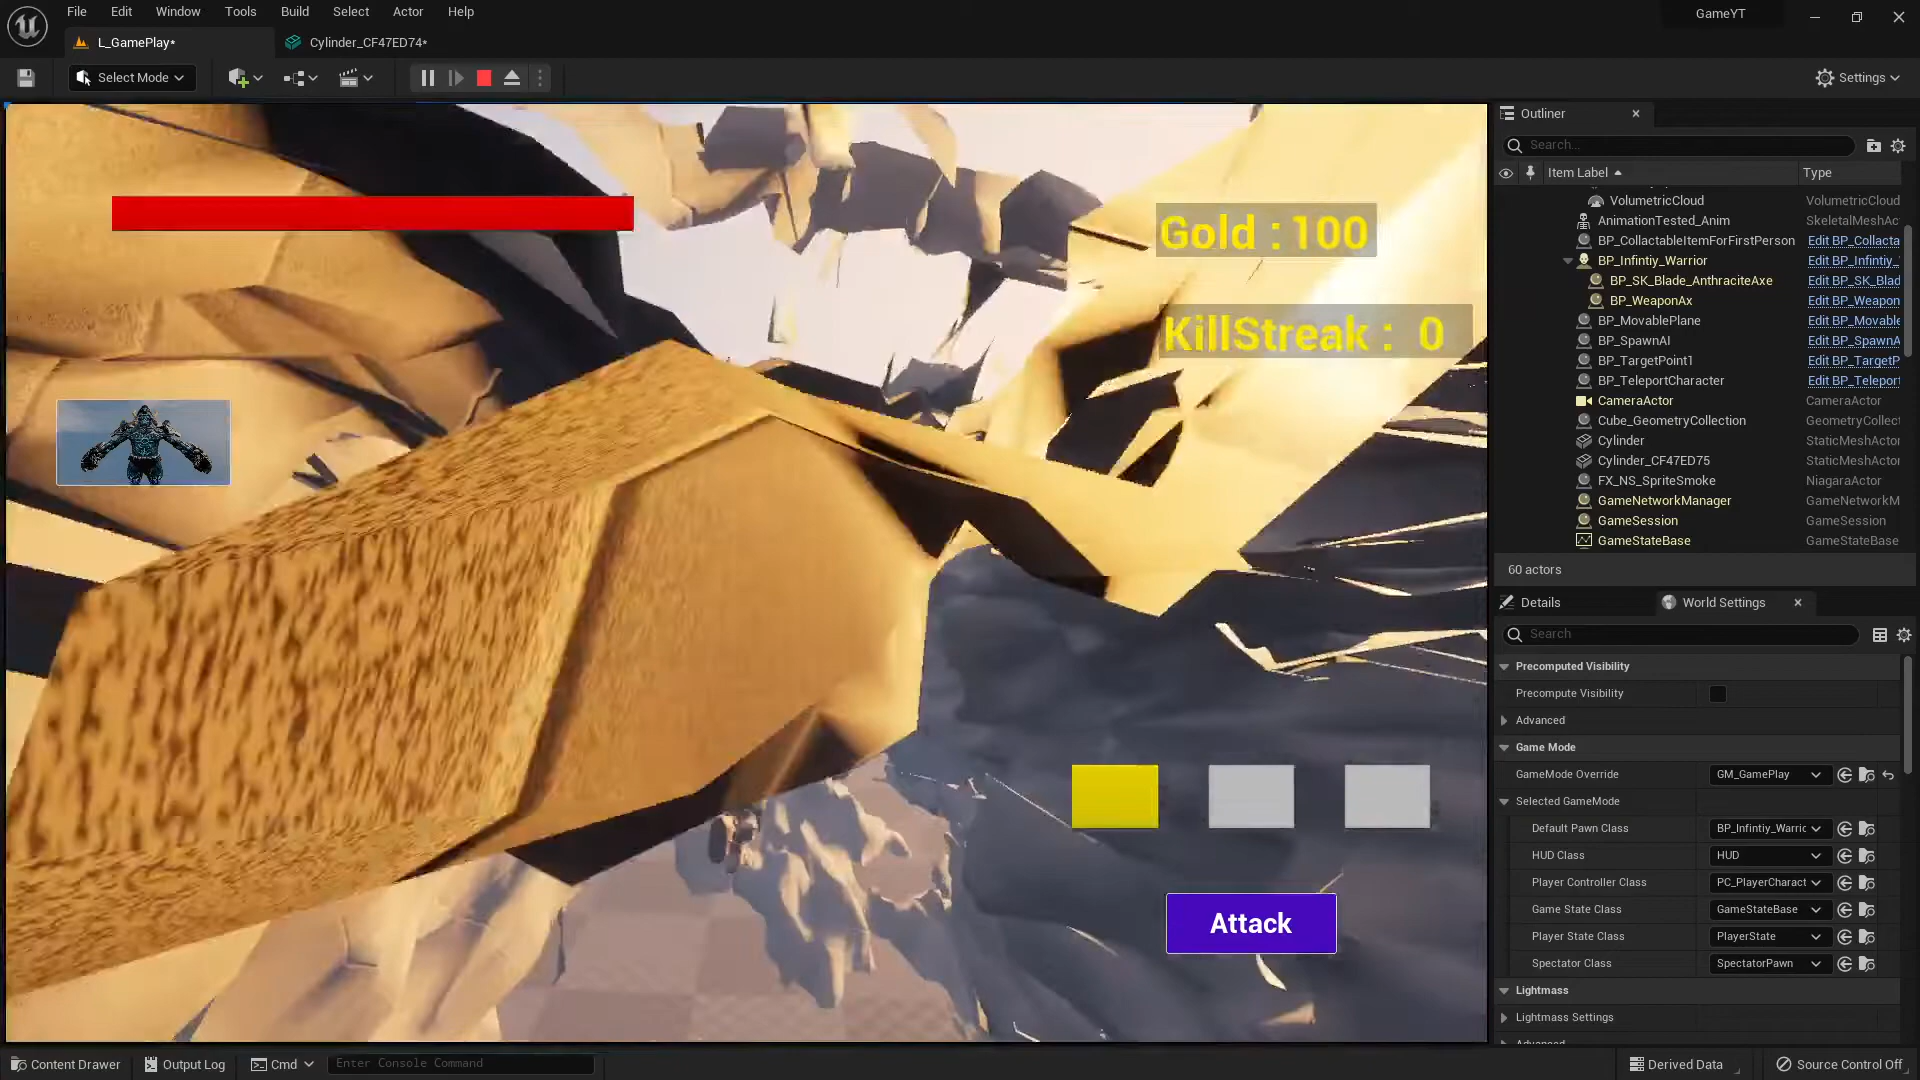 File Edit Window Tools Build Select Actor Help
GameYT
L_GamePlay*
Cylinder_CF47ED74*
Select Mode
Settings
Gold : 100
KillStreak : 0
Attack
Outliner
Search...
Item Label Type
VolumetricCloud VolumetricCloud
AnimationTested_Anim SkeletalMeshAc
BP_CollactableItemForFirstPerson Edit BP_Collacta
BP_Infintiy_Warrior Edit BP_Infintiy_
BP_SK_Blade_AnthraciteAxe Edit BP_SK_Blad
BP_WeaponAx Edit BP_Weapon
BP_MovablePlane Edit BP_Movable
BP_SpawnAI Edit BP_SpawnA
BP_TargetPoint1 Edit BP_TargetP
BP_TeleportCharacter Edit BP_Teleport
CameraActor CameraActor
Cube_GeometryCollection GeometryCollect
Cylinder StaticMeshActor
Cylinder_CF47ED75 StaticMeshActor
FX_NS_SpriteSmoke NiagaraActor
GameNetworkManager GameNetworkM
GameSession GameSession
GameStateBase GameStateBase
60 actors
Details
World Settings
Search
Precomputed Visibility
Precompute Visibility
Advanced
Game Mode
GameMode Override GM_GamePlay
Selected GameMode
Default Pawn Class BP_Infintiy_Warric
HUD Class HUD
Player Controller Class PC_PlayerCharact
Game State Class GameStateBase
Player State Class PlayerState
Spectator Class SpectatorPawn
Lightmass
Lightmass Settings
Content Drawer
Output Log
Cmd
Enter Console Command
Derived Data
Source Control Off